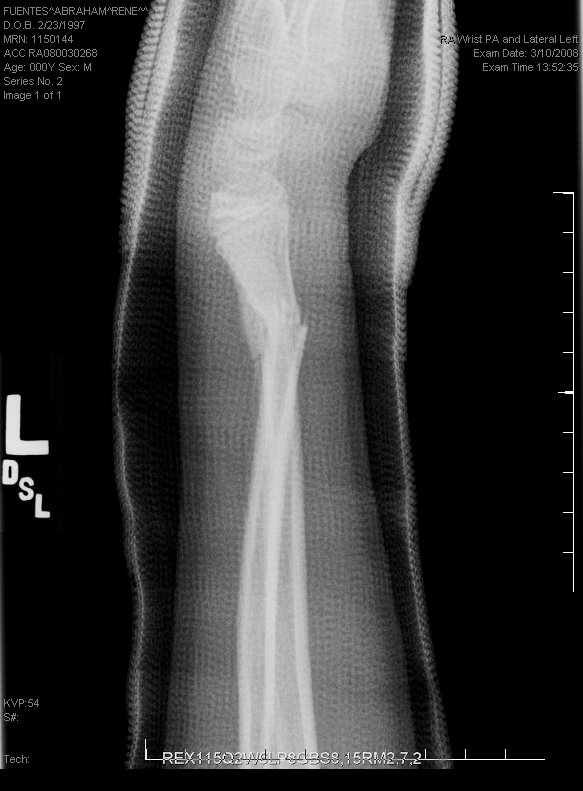 FUENTES^ABRAHAM^RENE^^
D.O.B. 2/23/1997
MRN: 1150144
ACC RA080030268
Age: 000Y Sex: M
Series No. 2
Image 1 of 1
RA Wrist PA and Lateral Left
Exam Date: 3/10/2008
Exam Time 13:52:35
L
DSL
KVP:54
S#:
Tech: